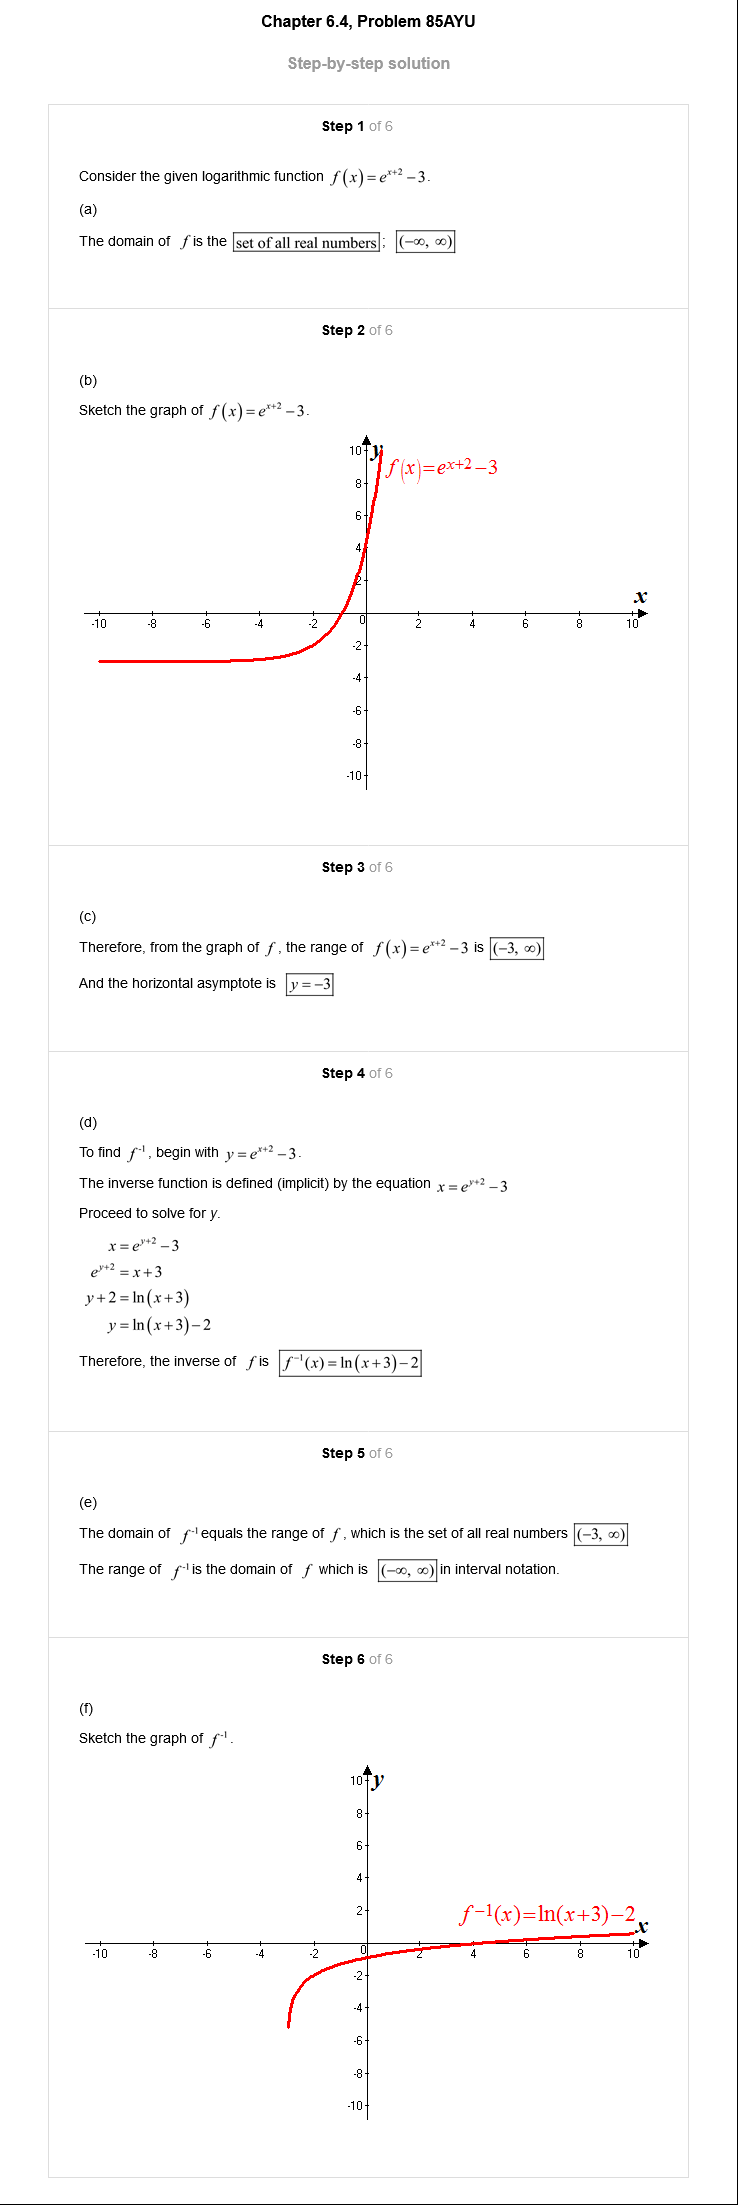 Chapter 6.4, Problem 85AYU
Step-by-step solution
Step 1 of 6
Consider the given logarithmic function f(x)=e^{x+2}−3.
(a)
The domain of f is the set of all real numbers; (−∞, ∞)
Step 2 of 6
(b)
Sketch the graph of f(x)=e^{x+2}−3.
y
10
f(x)=e^{x+2}−3
8
6
4
2
x
-10 -8 -6 -4 -2 0 2 4 6 8 10
-2
-4
-6
-8
-10
Step 3 of 6
(c)
Therefore, from the graph of f, the range of f(x)=e^{x+2}−3 is (−3, ∞)
And the horizontal asymptote is y=−3
Step 4 of 6
(d)
To find f^{-1}, begin with y=e^{x+2}−3.
The inverse function is defined (implicit) by the equation x=e^{y+2}−3
Proceed to solve for y.
x=e^{y+2}−3
e^{y+2}=x+3
y+2=ln(x+3)
y=ln(x+3)−2
Therefore, the inverse of f is f^{−1}(x)=ln(x+3)−2
Step 5 of 6
(e)
The domain of f^{-1} equals the range of f, which is the set of all real numbers (−3, ∞)
The range of f^{-1} is the domain of f which is (−∞, ∞) in interval notation.
Step 6 of 6
(f)
Sketch the graph of f^{-1}.
10 y
8
6
4
2
f^{−1}(x)=ln(x+3)−2
x
-10 -8 -6 -4 -2 0 2 4 6 8 10
-2
-4
-6
-8
-10